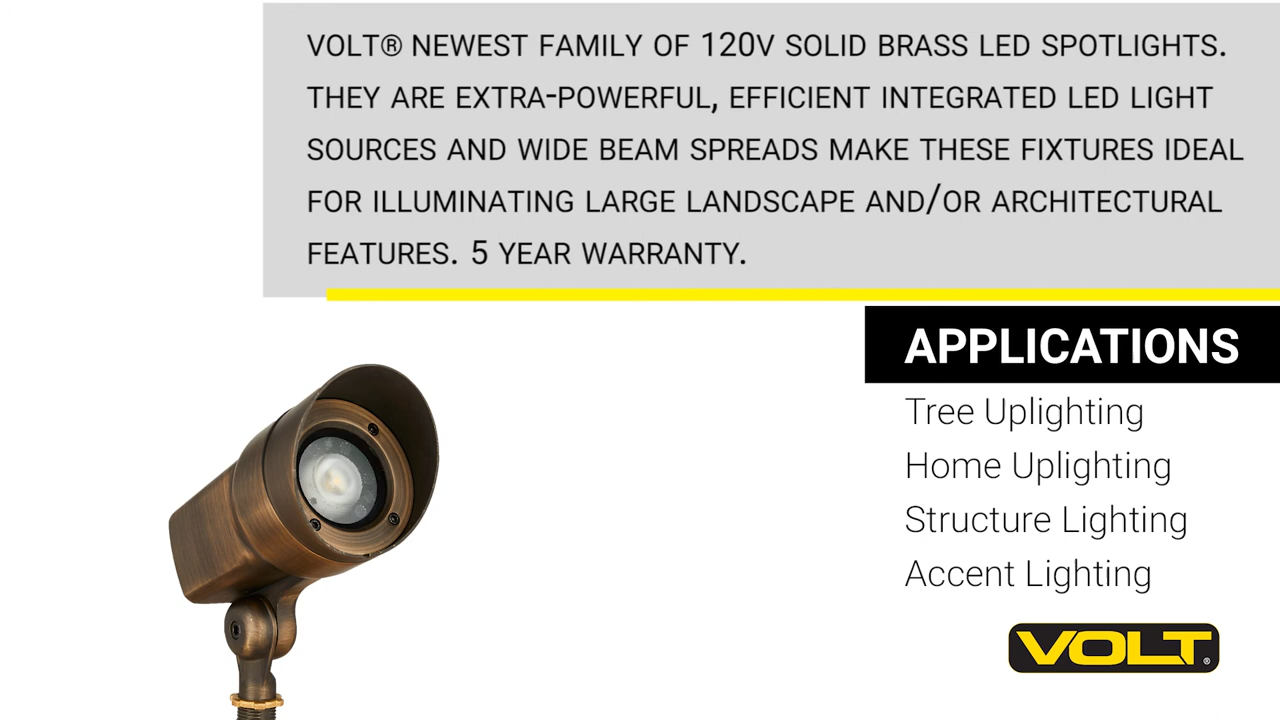 VOLT® NEWEST FAMILY OF 120V SOLID BRASS LED SPOTLIGHTS.
THEY ARE EXTRA-POWERFUL, EFFICIENT INTEGRATED LED LIGHT
SOURCES AND WIDE BEAM SPREADS MAKE THESE FIXTURES IDEAL
FOR ILLUMINATING LARGE LANDSCAPE AND/OR ARCHITECTURAL
FEATURES. 5 YEAR WARRANTY.
APPLICATIONS
Tree Uplighting
Home Uplighting
Structure Lighting
Accent Lighting
VOLT®